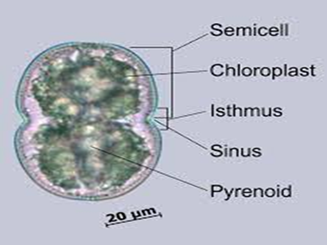 Semicell
Chloroplast
Isthmus
Sinus
Pyrenoid
20 µm